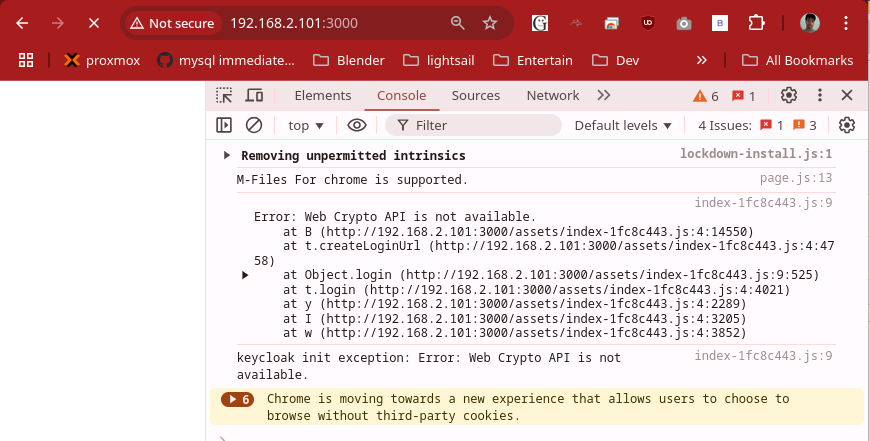 Not secure 192.168.2.101:3000
proxmox mysql immediate... Blender lightsail Entertain Dev » All Bookmarks
Elements Console Sources Network 6 1
top Filter Default levels 4 Issues: 1 3
Removing unpermitted intrinsics lockdown-install.js:1
M-Files For chrome is supported. page.js:13
index-1fc8c443.js:9
Error: Web Crypto API is not available.
at B (http://192.168.2.101:3000/assets/index-1fc8c443.js:4:14550)
at t.createLoginUrl (http://192.168.2.101:3000/assets/index-1fc8c443.js:4:47
58)
at Object.login (http://192.168.2.101:3000/assets/index-1fc8c443.js:9:525)
at t.login (http://192.168.2.101:3000/assets/index-1fc8c443.js:4:4021)
at y (http://192.168.2.101:3000/assets/index-1fc8c443.js:4:2289)
at I (http://192.168.2.101:3000/assets/index-1fc8c443.js:4:3205)
at w (http://192.168.2.101:3000/assets/index-1fc8c443.js:4:3852)
keycloak init exception: Error: Web Crypto API is not index-1fc8c443.js:9
available.
6 Chrome is moving towards a new experience that allows users to choose to
browse without third-party cookies.